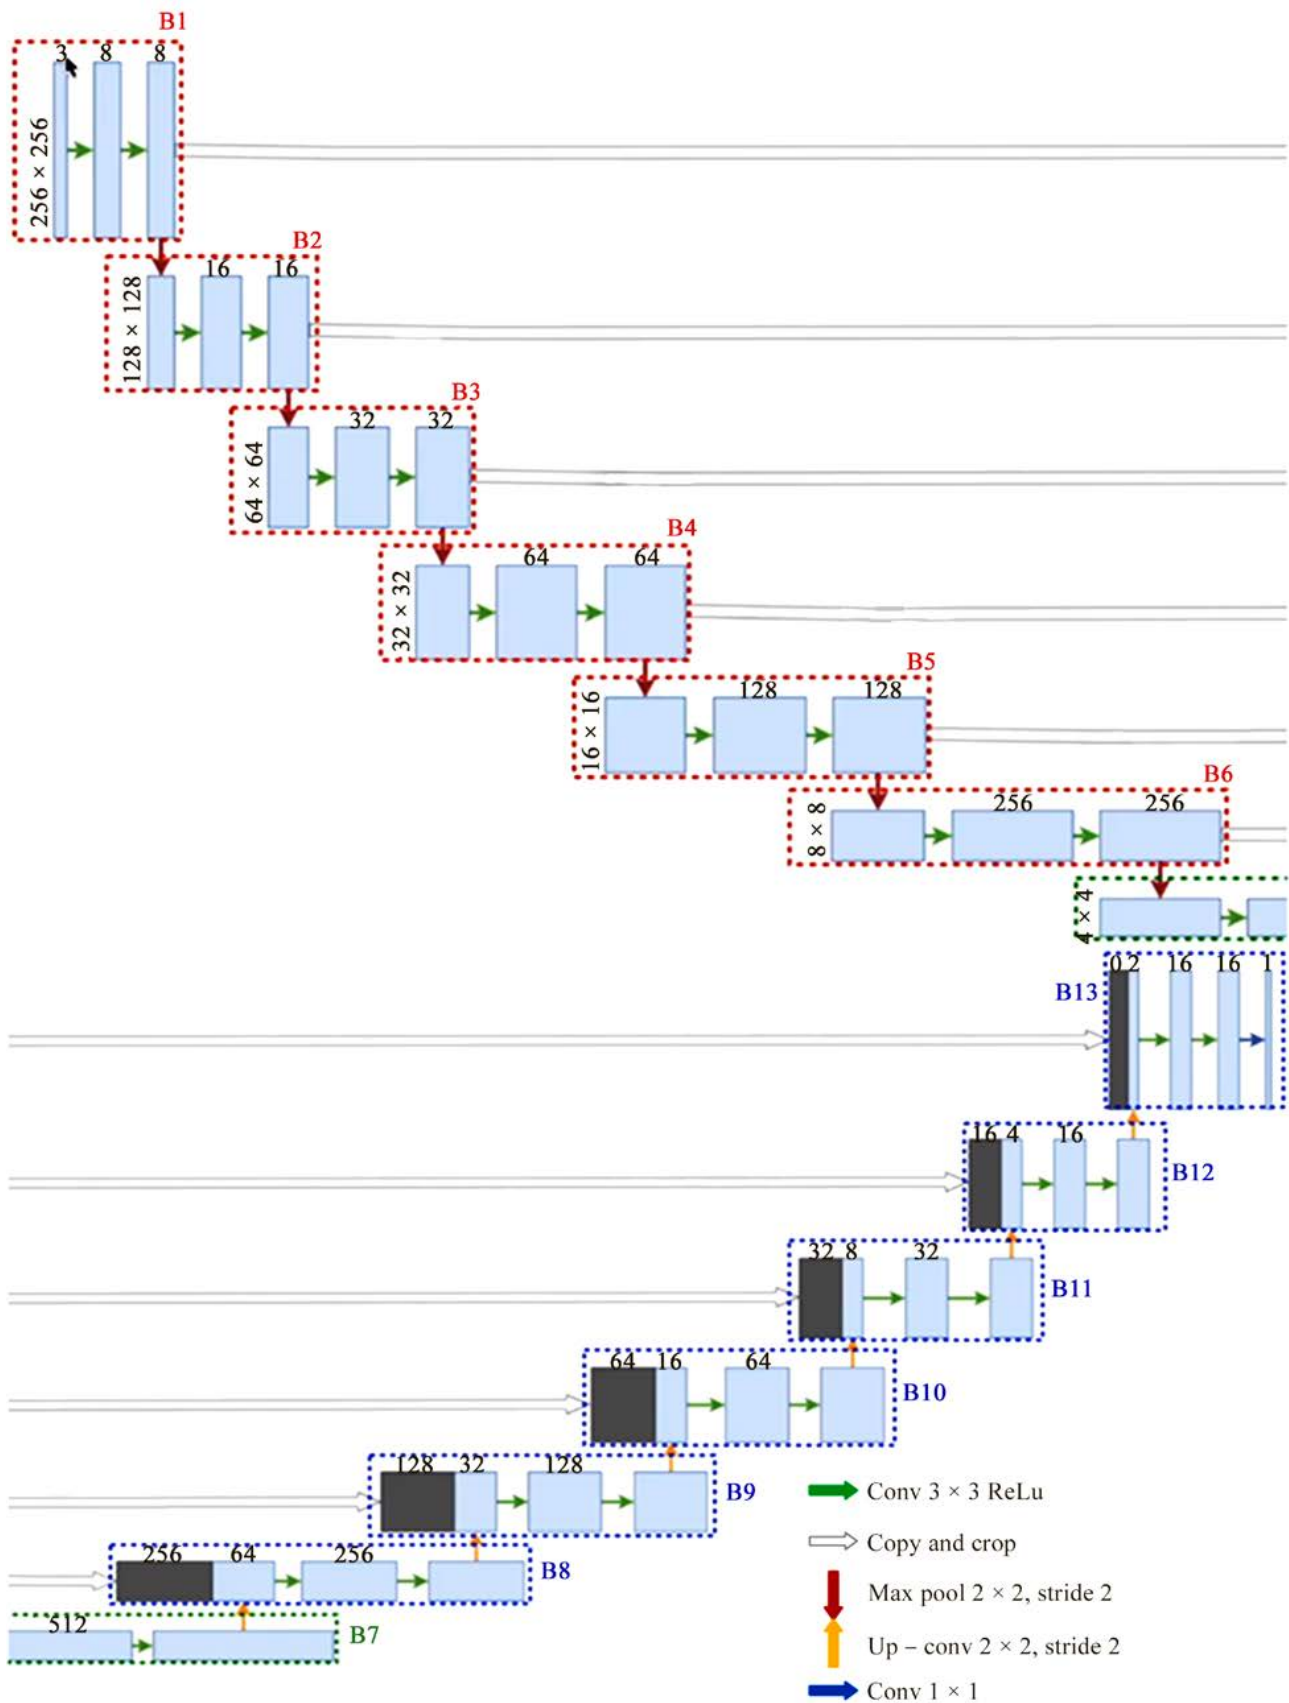 B1
3 8 8
256 × 256
B2
16 16
128 × 128
B3
32 32
64 × 64
B4
64 64
32 × 32
B5
128 128
16 × 16
B6
256 256
8 × 8
4 × 4
02 16 16 1
B13
16 4 16
B12
32 8 32
B11
64 16 64
B10
128 32 128
B9
256 64 256
B8
512
B7
Conv 3 × 3 ReLu
Copy and crop
Max pool 2 × 2, stride 2
Up – conv 2 × 2, stride 2
Conv 1 × 1